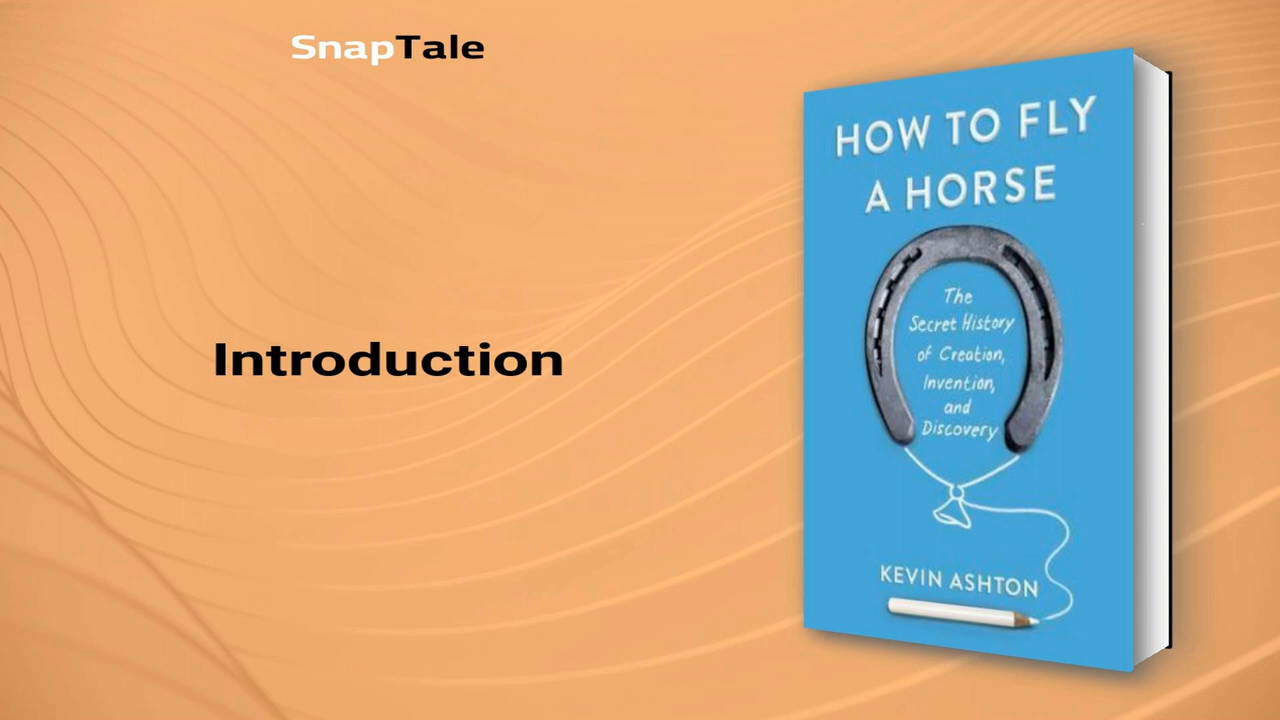 SnapTale
Introduction
HOW TO FLY
A HORSE
The
Secret History
of Creation,
Invention,
and
Discovery
KEVIN ASHTON